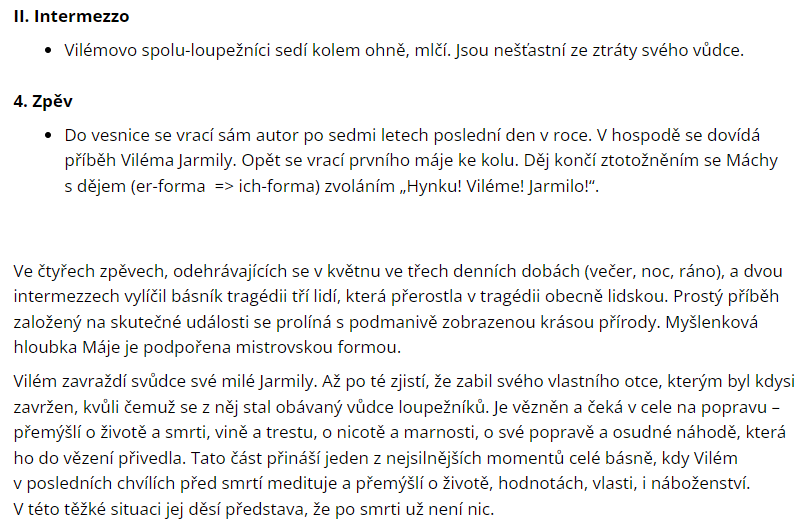 II. Intermezzo
• Vilémovo spolu-loupežníci sedí kolem ohně, mlčí. Jsou nešťastní ze ztráty svého vůdce.
4. Zpěv
• Do vesnice se vrací sám autor po sedmi letech poslední den v roce. V hospodě se dovídá
příběh Viléma Jarmily. Opět se vrací prvního máje ke kolu. Děj končí ztotožněním se Máchy
s dějem (er-forma => ich-forma) zvoláním „Hynku! Viléme! Jarmilo!“.
Ve čtyřech zpěvech, odehrávajících se v květnu ve třech denních dobách (večer, noc, ráno), a dvou
intermezzech vylíčil básník tragédii tří lidí, která přerostla v tragédii obecně lidskou. Prostý příběh
založený na skutečné události se prolíná s podmanivě zobrazenou krásou přírody. Myšlenková
hloubka Máje je podpořena mistrovskou formou.
Vilém zavraždí svůdce své milé Jarmily. Až po té zjistí, že zabil svého vlastního otce, kterým byl kdysi
zavržen, kvůli čemuž se z něj stal obávaný vůdce loupežníků. Je vězněn a čeká v cele na popravu –
přemýšlí o životě a smrti, vině a trestu, o nicotě a marnosti, o své popravě a osudné náhodě, která
ho do vězení přivedla. Tato část přináší jeden z nejsilnějších momentů celé básně, kdy Vilém
v posledních chvílích před smrtí medituje a přemýšlí o životě, hodnotách, vlasti, i náboženství.
V této těžké situaci jej děsí představa, že po smrti už není nic.